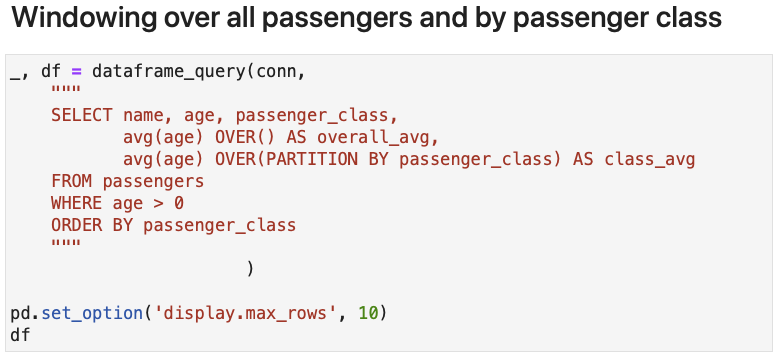 Windowing over all passengers and by passenger class
_, df = dataframe_query(conn,
    """
    SELECT name, age, passenger_class,
           avg(age) OVER() AS overall_avg,
           avg(age) OVER(PARTITION BY passenger_class) AS class_avg
    FROM passengers
    WHERE age > 0
    ORDER BY passenger_class
    """
                       )
pd.set_option('display.max_rows', 10)
df